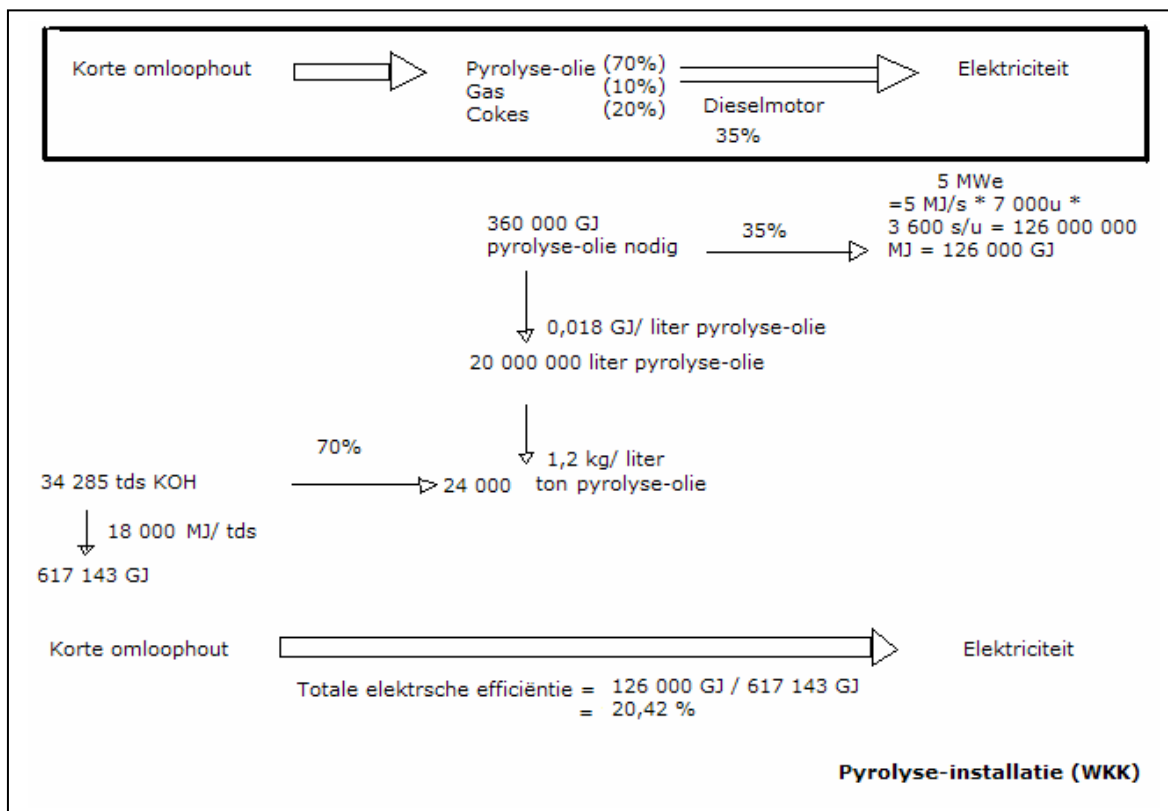 Korte omloophout
Pyrolyse-olie (70%)
Gas (10%)
Cokes (20%)
Dieselmotor
35%
Elektriciteit
5 MWe
=5 MJ/s * 7 000u *
3 600 s/u = 126 000 000
MJ = 126 000 GJ
360 000 GJ
pyrolyse-olie nodig
35%
0,018 GJ/ liter pyrolyse-olie
20 000 000 liter pyrolyse-olie
70%
1,2 kg/ liter
34 285 tds KOH
24 000 ton pyrolyse-olie
18 000 MJ/ tds
617 143 GJ
Korte omloophout
Elektriciteit
Totale elektrsche efficiëntie = 126 000 GJ / 617 143 GJ
= 20,42 %
Pyrolyse-installatie (WKK)